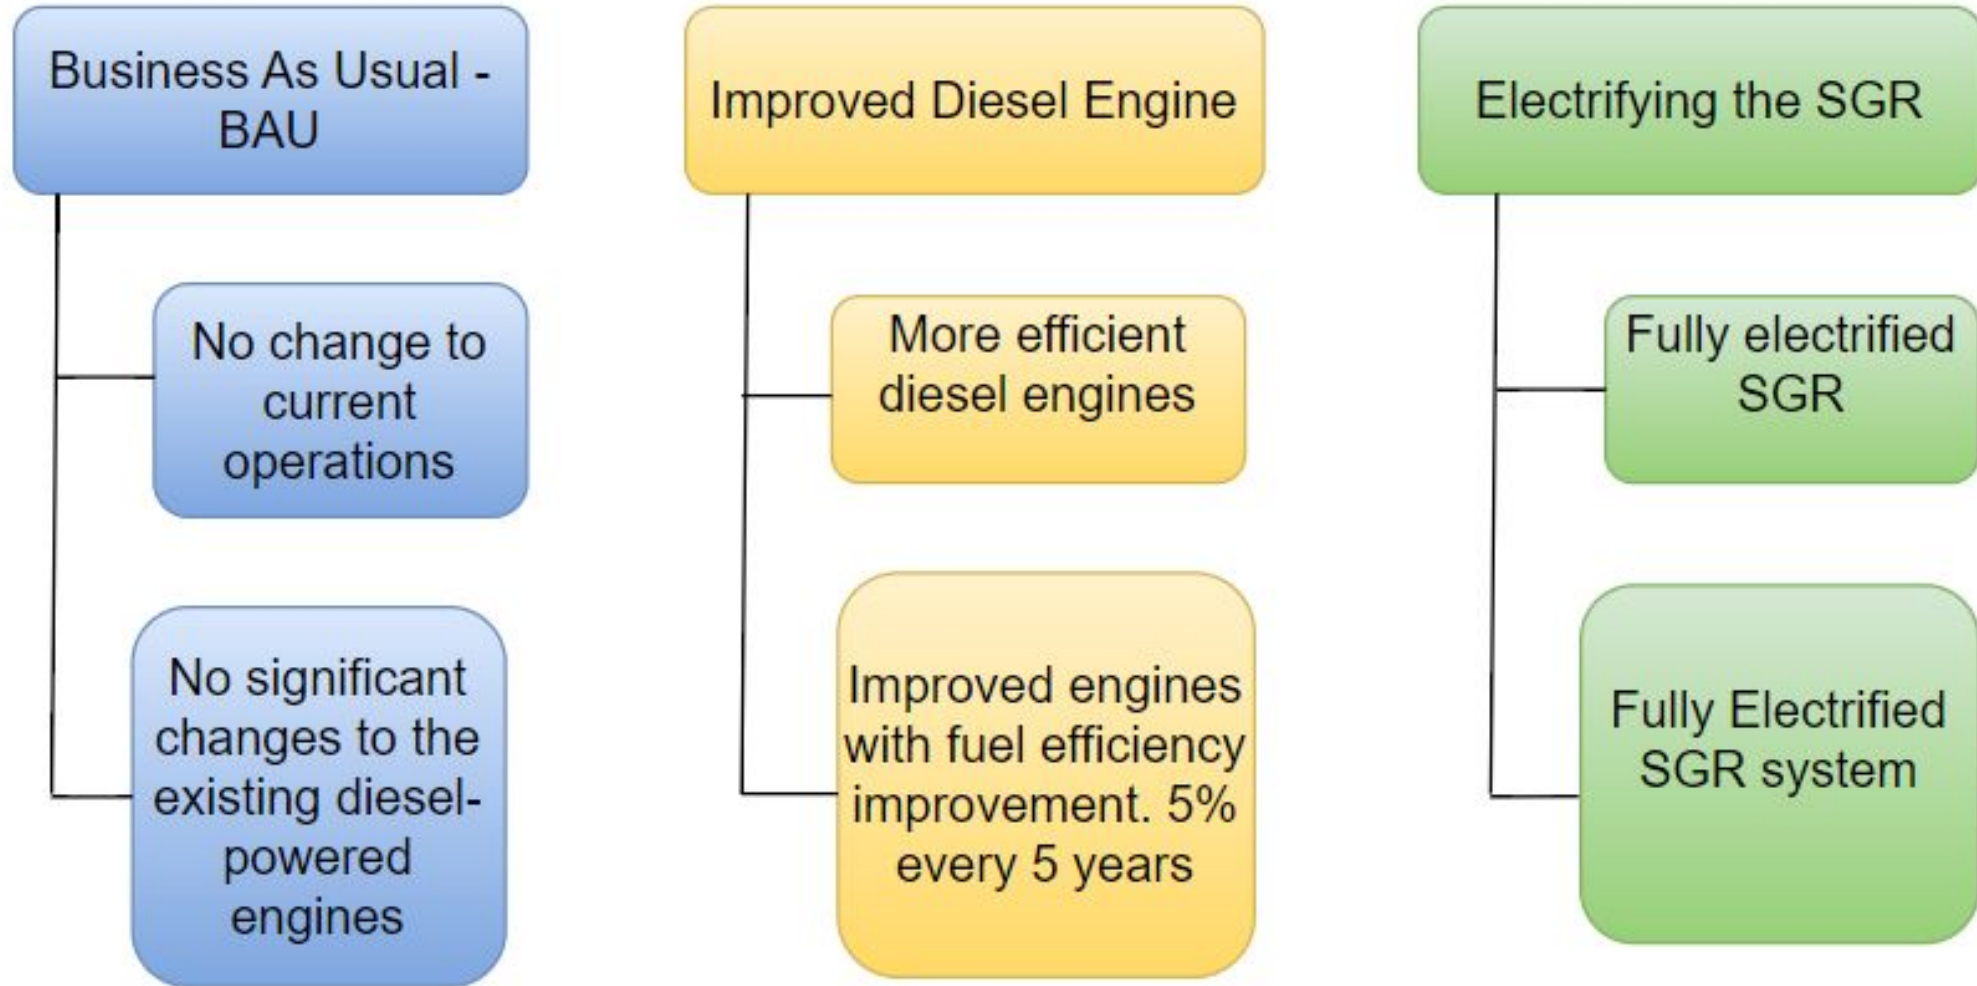 Business As Usual -
BAU
No change to
current
operations
No significant
changes to the
existing diesel-
powered
engines
Improved Diesel Engine
More efficient
diesel engines
Improved engines
with fuel efficiency
improvement. 5%
every 5 years
Electrifying the SGR
Fully electrified
SGR
Fully Electrified
SGR system